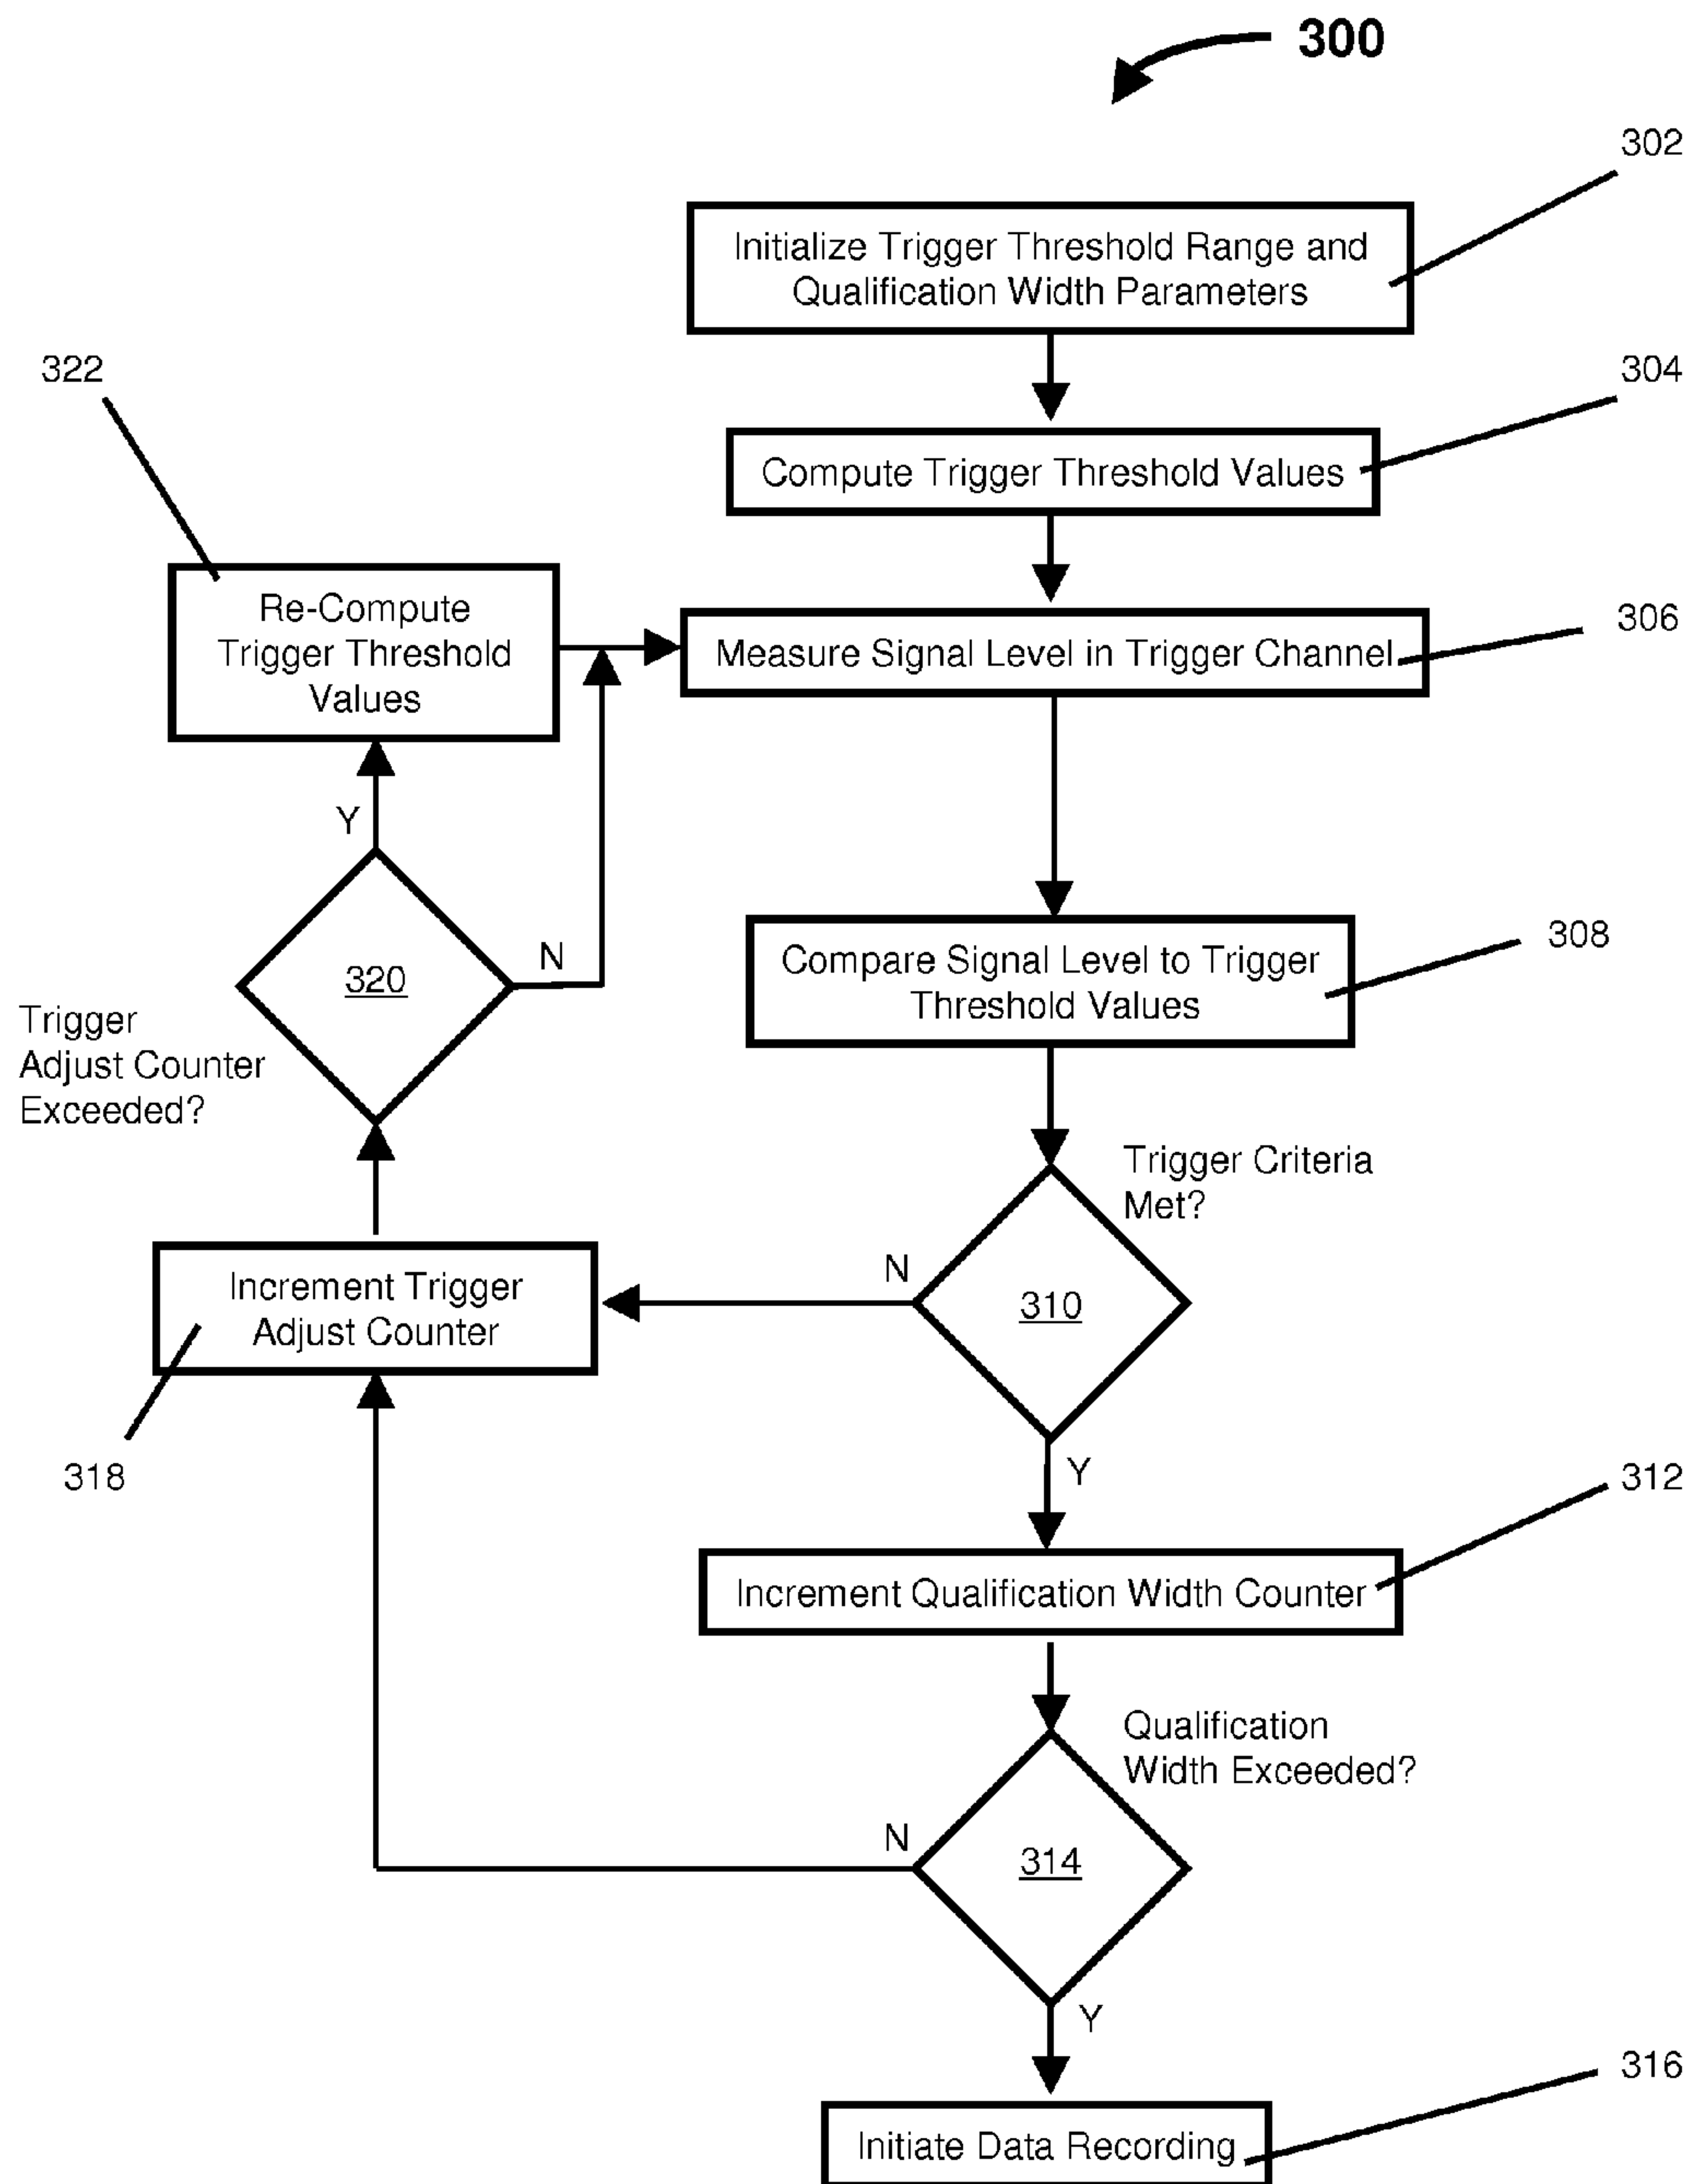 300
302
Initialize Trigger Threshold Range and
Qualification Width Parameters
322
304
Compute Trigger Threshold Values
Re-Compute
Trigger Threshold
Values
306
Measure Signal Level in Trigger Channel
Y
308
Compare Signal Level to Trigger
Threshold Values
N
320
Trigger
Adjust Counter
Exceeded?
Trigger Criteria
Met?
N
310
Increment Trigger
Adjust Counter
318
Y
312
Increment Qualification Width Counter
Qualification
Width Exceeded?
N
314
Y
316
Initiate Data Recording